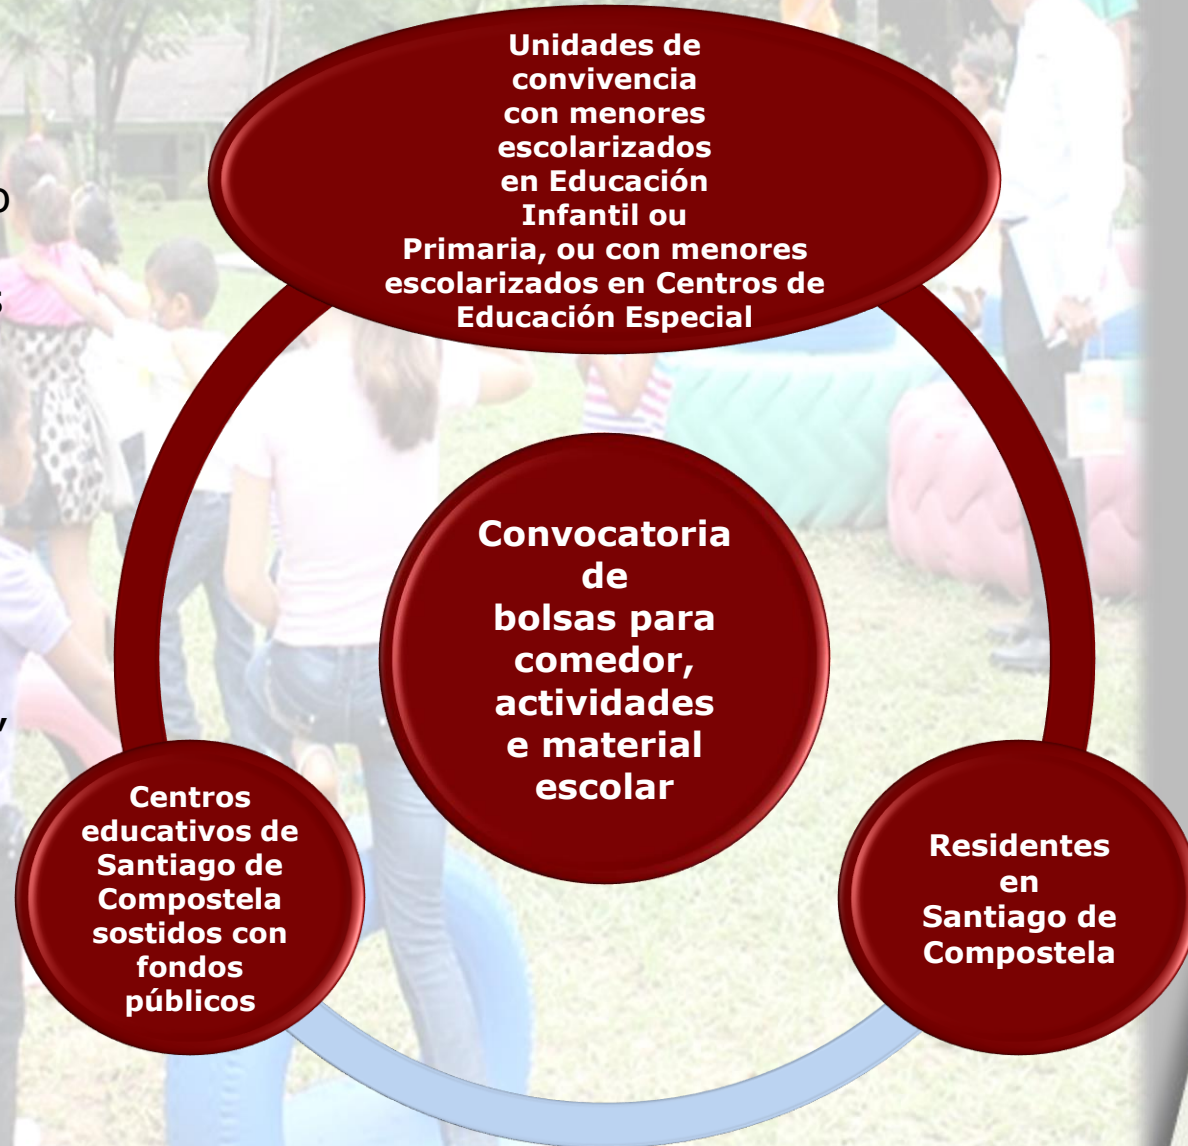 Unidades de
convivencia
con menores
escolarizados
en Educación
Infantil ou
Primaria, ou con menores
escolarizados en Centros de
Educación Especial
Convocatoria
de
bolsas para
comedor,
actividades
e material
escolar
Centros
educativos de
Santiago de
Compostela
sostidos con
fondos
públicos
Residentes
en
Santiago de
Compostela